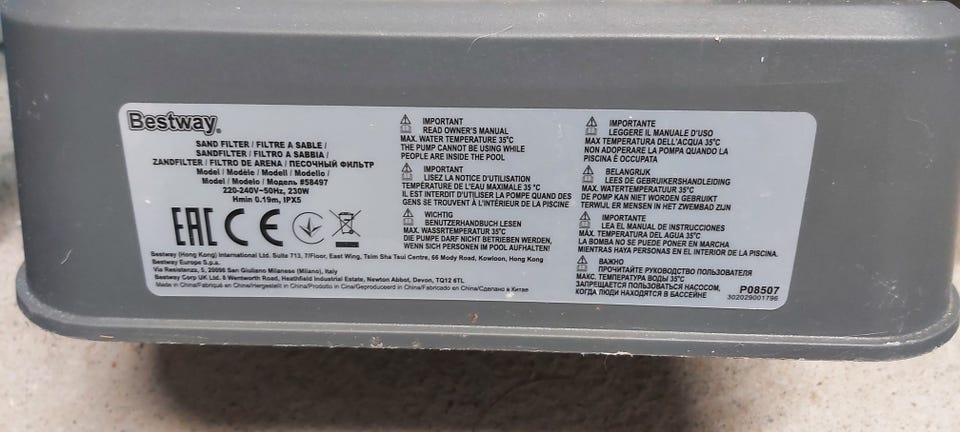 Bestway®
SAND FILTER / FILTRE A SABLE /
SANDFILTER / FILTRO A SABBIA /
ZANDFILTER / FILTRO DE ARENA / ПЕСОЧНЫЙ ФИЛЬТР
Model / Modèle / Modell / Modello /
Model / Modelo / Модель #58497
220-240V~50Hz, 230W
Hmin 0.19m, IPX5
EAC CE
Bestway (Hong Kong) International Ltd. Suite 713, 7/Floor, East Wing, Tsim Sha Tsui Centre, 66 Mody Road, Kowloon, Hong Kong
Bestway Europe S.p.a.
Via Resistenza, 5, 20098 San Giuliano Milanese (Milano), Italy
Bestway Corp UK Ltd. 8 Wentworth Road, Heathfield Industrial Estate, Newton Abbot, Devon, TQ12 6TL
Made in China/Fabriqué en Chine/Hergestellt in China/Prodotto in Cina/Geproduceerd in China/Fabricado en China/Сделано в Китае
IMPORTANT
READ OWNER'S MANUAL
MAX. WATER TEMPERATURE 35°C
THE PUMP CANNOT BE USING WHILE
PEOPLE ARE INSIDE THE POOL
IMPORTANT
LISEZ LA NOTICE D'UTILISATION
TEMPÉRATURE DE L'EAU MAXIMALE 35 °C
IL EST INTERDIT D'UTILISER LA POMPE QUAND DES
GENS SE TROUVENT À L'INTÉRIEUR DE LA PISCINE
WICHTIG
BENUTZERHANDBUCH LESEN
MAX. WASSRTEMPERATUR 35°C
DIE PUMPE DARF NICHT BETRIEBEN WERDEN,
WENN SICH PERSONEN IM POOL AUFHALTEN!
IMPORTANTE
LEGGERE IL MANUALE D'USO
MAX TEMPERATURA DELL'ACQUA 35°C
NON ADOPERARE LA POMPA QUANDO LA
PISCINA È OCCUPATA
BELANGRIJK
LEES DE GEBRUIKERSHANDLEIDING
MAX. WATERTEMPERATUUR 35°C
DE POMP KAN NIET WORDEN GEBRUIKT
TERWIJL ER MENSEN IN HET ZWEMBAD ZIJN
IMPORTANTE
LEA EL MANUAL DE INSTRUCCIONES
MÁX. TEMPERATURA DEL AGUA 35°C
LA BOMBA NO SE PUEDE PONER EN MARCHA
MIENTRAS HAYA PERSONAS EN EL INTERIOR DE LA PISCINA.
ВАЖНО
ПРОЧИТАЙТЕ РУКОВОДСТВО ПОЛЬЗОВАТЕЛЯ
МАКС. ТЕМПЕРАТУРА ВОДЫ 35°C
ЗАПРЕЩАЕТСЯ ПОЛЬЗОВАТЬСЯ НАСОСОМ,
КОГДА ЛЮДИ НАХОДЯТСЯ В БАССЕЙНЕ
P08507
302029001796